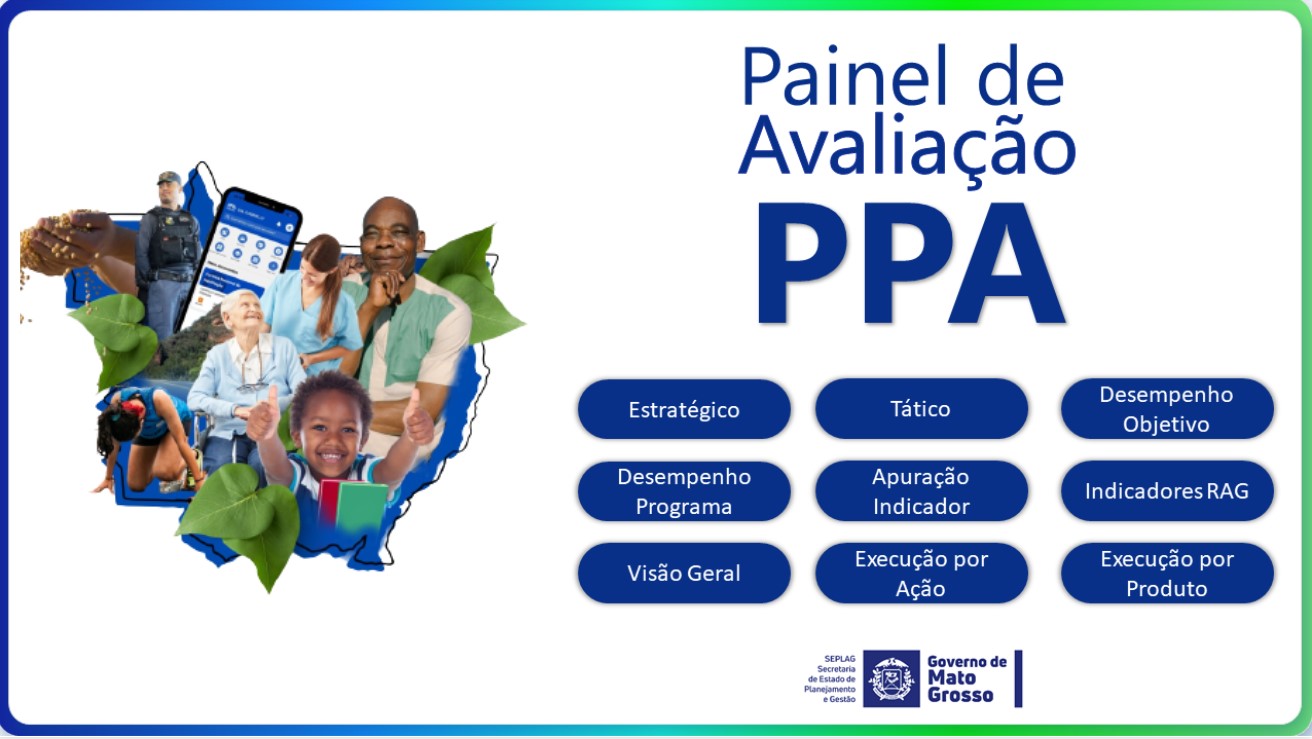 Painel de
Avaliação
PPA
Estratégico
Tático
Desempenho
Objetivo
Desempenho
Programa
Apuração
Indicador
Indicadores RAG
Visão Geral
Execução por
Ação
Execução por
Produto
SEPLAG
Secretaria
de Estado de
Planejamento
e Gestão
Governo de
Mato
Grosso